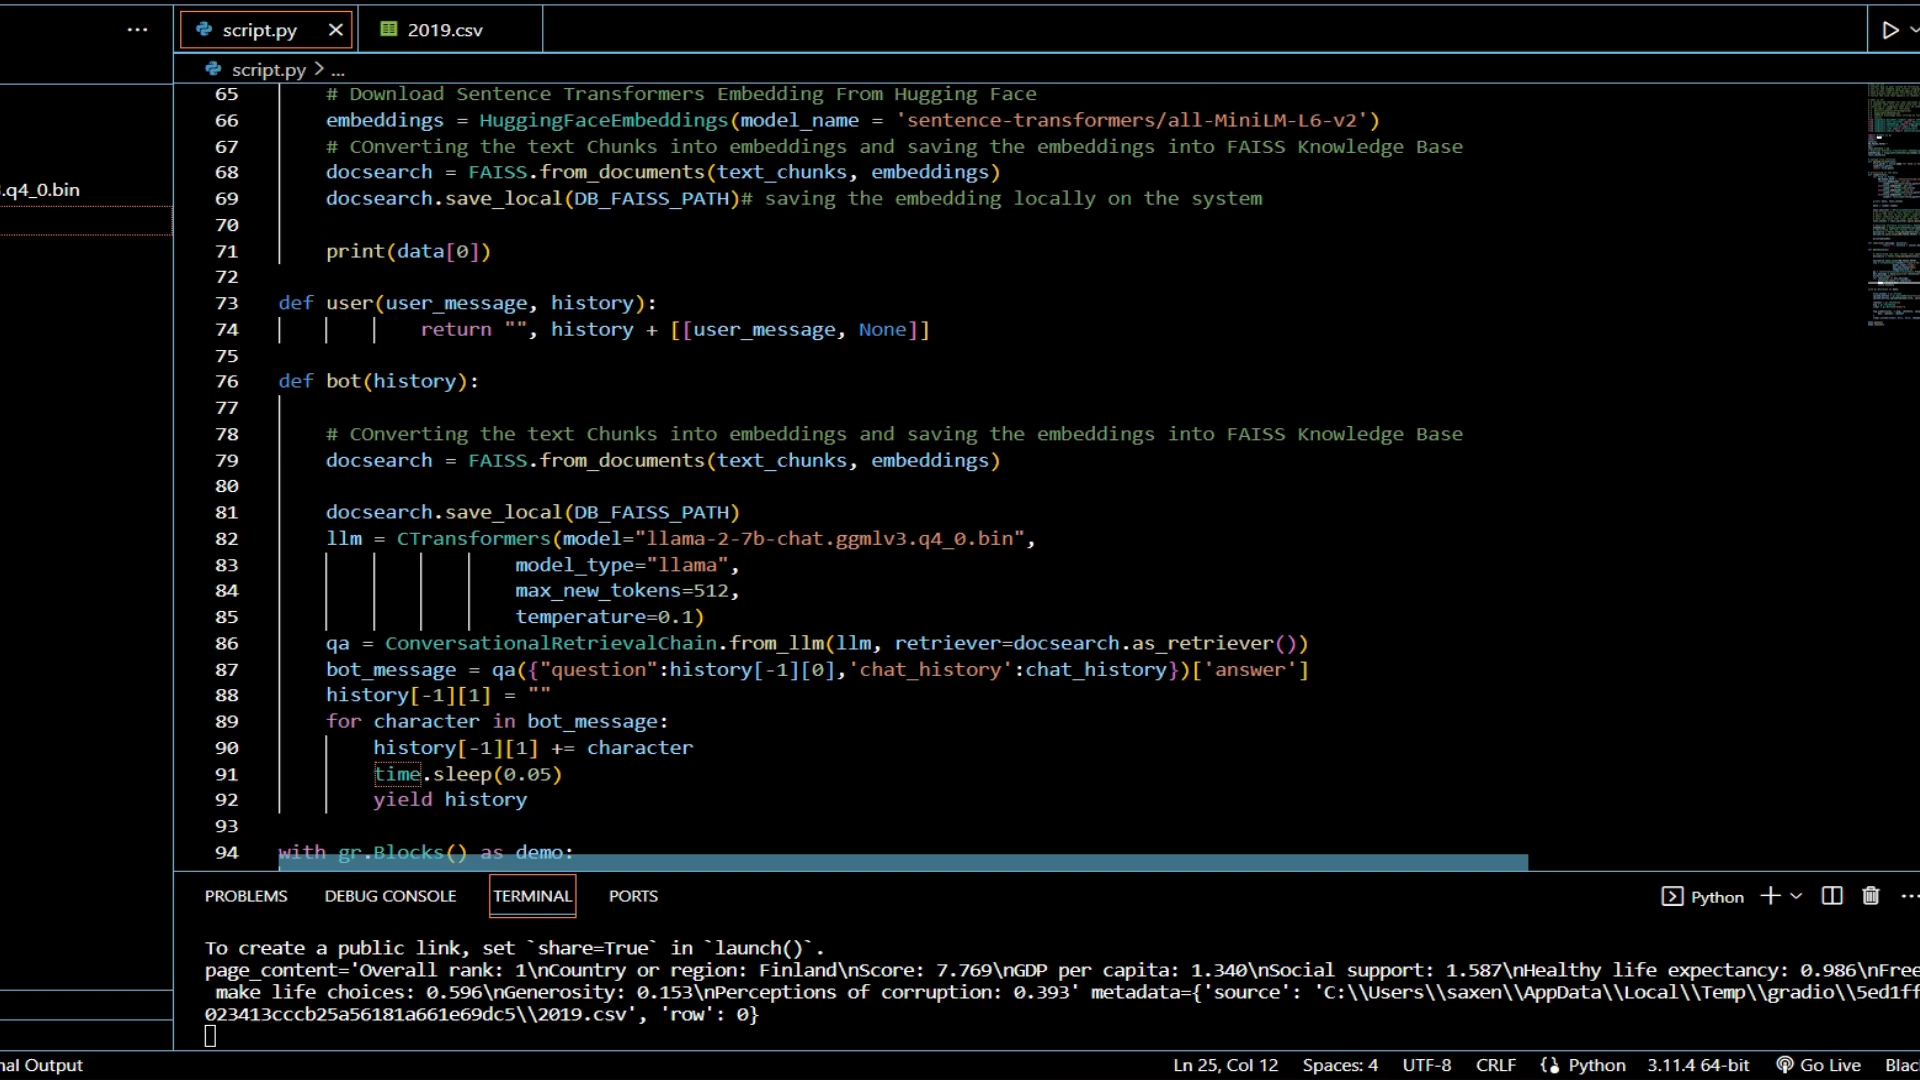 script.py
2019.csv
script.py > ...
.q4_0.bin
65 # Download Sentence Transformers Embedding From Hugging Face
66 embeddings = HuggingFaceEmbeddings(model_name = 'sentence-transformers/all-MiniLM-L6-v2')
67 # COnverting the text Chunks into embeddings and saving the embeddings into FAISS Knowledge Base
68 docsearch = FAISS.from_documents(text_chunks, embeddings)
69 docsearch.save_local(DB_FAISS_PATH)# saving the embedding locally on the system
70
71 print(data[0])
72
73 def user(user_message, history):
74 return "", history + [[user_message, None]]
75
76 def bot(history):
77
78 # COnverting the text Chunks into embeddings and saving the embeddings into FAISS Knowledge Base
79 docsearch = FAISS.from_documents(text_chunks, embeddings)
80
81 docsearch.save_local(DB_FAISS_PATH)
82 llm = CTransformers(model="llama-2-7b-chat.ggmlv3.q4_0.bin",
83 model_type="llama",
84 max_new_tokens=512,
85 temperature=0.1)
86 qa = ConversationalRetrievalChain.from_llm(llm, retriever=docsearch.as_retriever())
87 bot_message = qa({"question":history[-1][0],'chat_history':chat_history})['answer']
88 history[-1][1] = ""
89 for character in bot_message:
90 history[-1][1] += character
91 time.sleep(0.05)
92 yield history
93
94 with gr.Blocks() as demo:
PROBLEMS DEBUG CONSOLE TERMINAL PORTS
Python
To create a public link, set `share=True` in `launch()`.
page_content='Overall rank: 1\nCountry or region: Finland\nScore: 7.769\nGDP per capita: 1.340\nSocial support: 1.587\nHealthy life expectancy: 0.986\nFree
make life choices: 0.596\nGenerosity: 0.153\nPerceptions of corruption: 0.393' metadata={'source': 'C:\\Users\\saxen\\AppData\\Local\\Temp\\gradio\\5ed1ff
023413cccb25a56181a661e69dc5\\2019.csv', 'row': 0}
nal Output
Ln 25, Col 12 Spaces: 4 UTF-8 CRLF Python 3.11.4 64-bit Go Live Blac